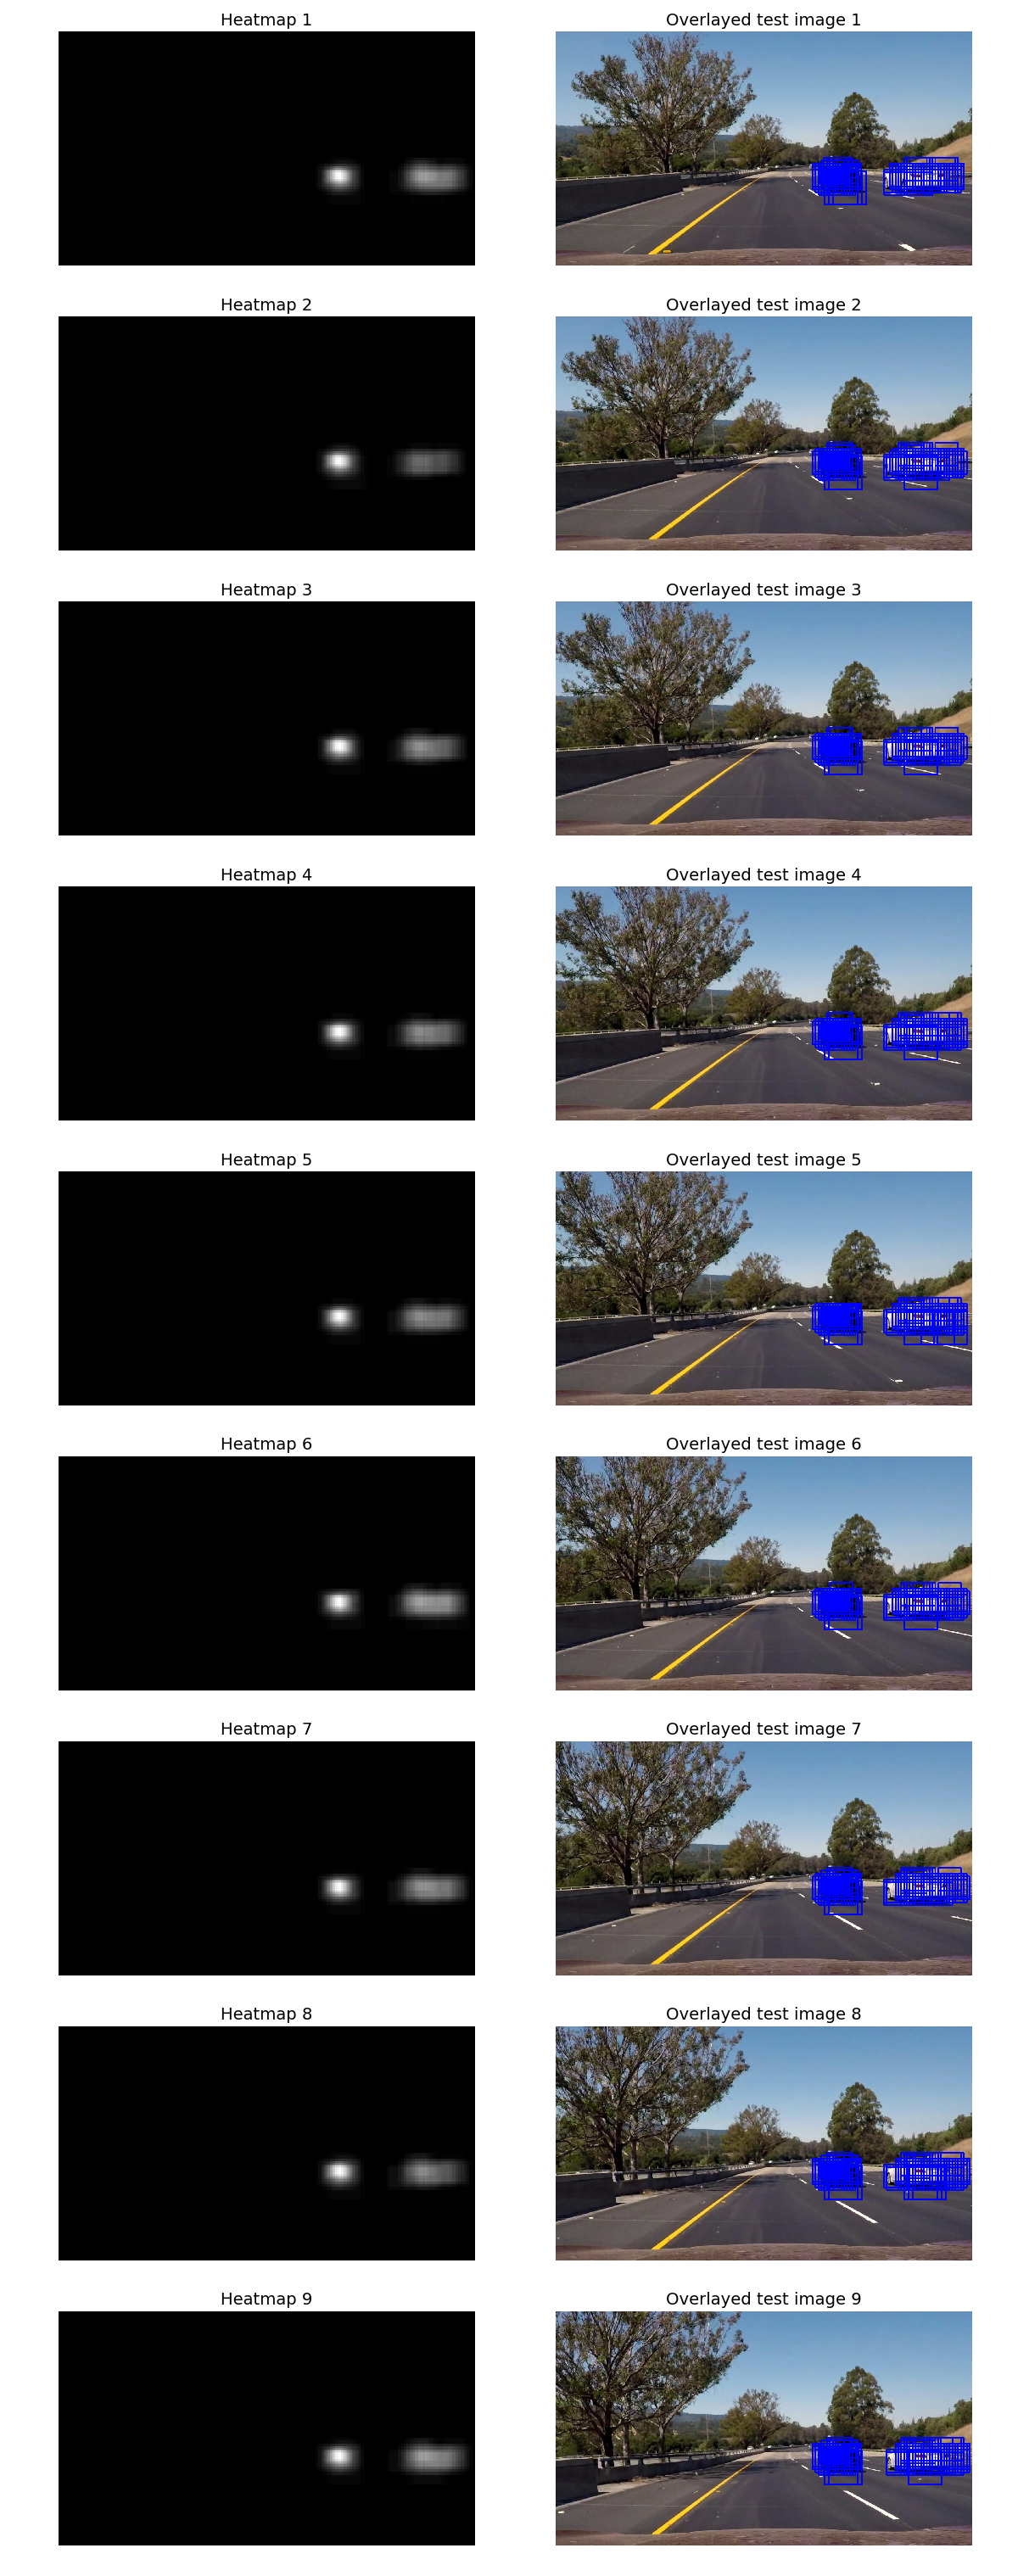 Heatmap 1
Overlayed test image 1
Heatmap 2
Overlayed test image 2
Heatmap 3
Overlayed test image 3
Heatmap 4
Overlayed test image 4
Heatmap 5
Overlayed test image 5
Heatmap 6
Overlayed test image 6
Heatmap 7
Overlayed test image 7
Heatmap 8
Overlayed test image 8
Heatmap 9
Overlayed test image 9